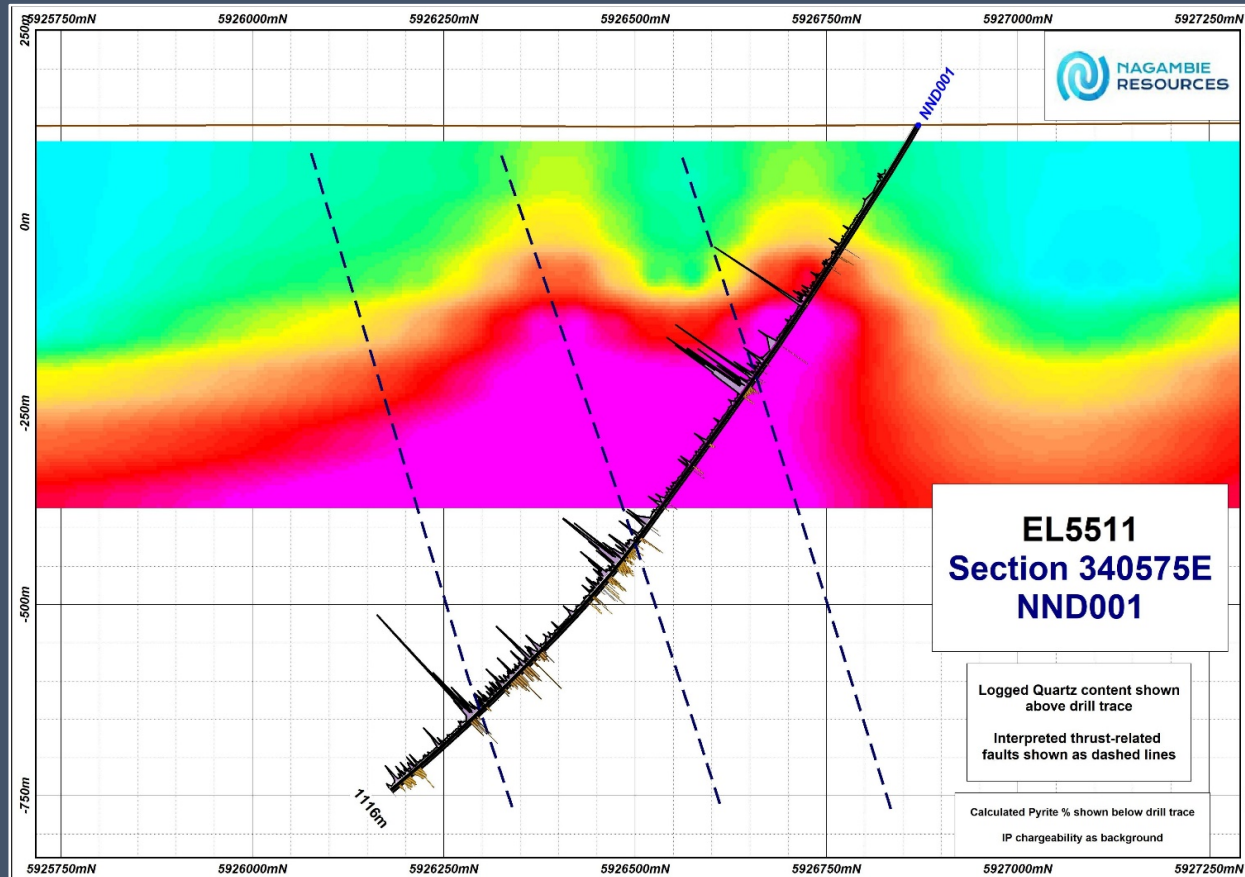 5925750mN 5926000mN 5926250mN 5926500mN 5926750mN 5927000mN 5927250mN
250m
NAGAMBIE
RESOURCES
NND001
0m
-250m
EL5511
Section 340575E
NND001
-500m
Logged Quartz content shown
above drill trace
Interpreted thrust-related
faults shown as dashed lines
-750m
1116m
Calculated Pyrite % shown below drill trace
IP chargeability as background
5925750mN 5926000mN 5926250mN 5926500mN 5926750mN 5927000mN 5927250mN